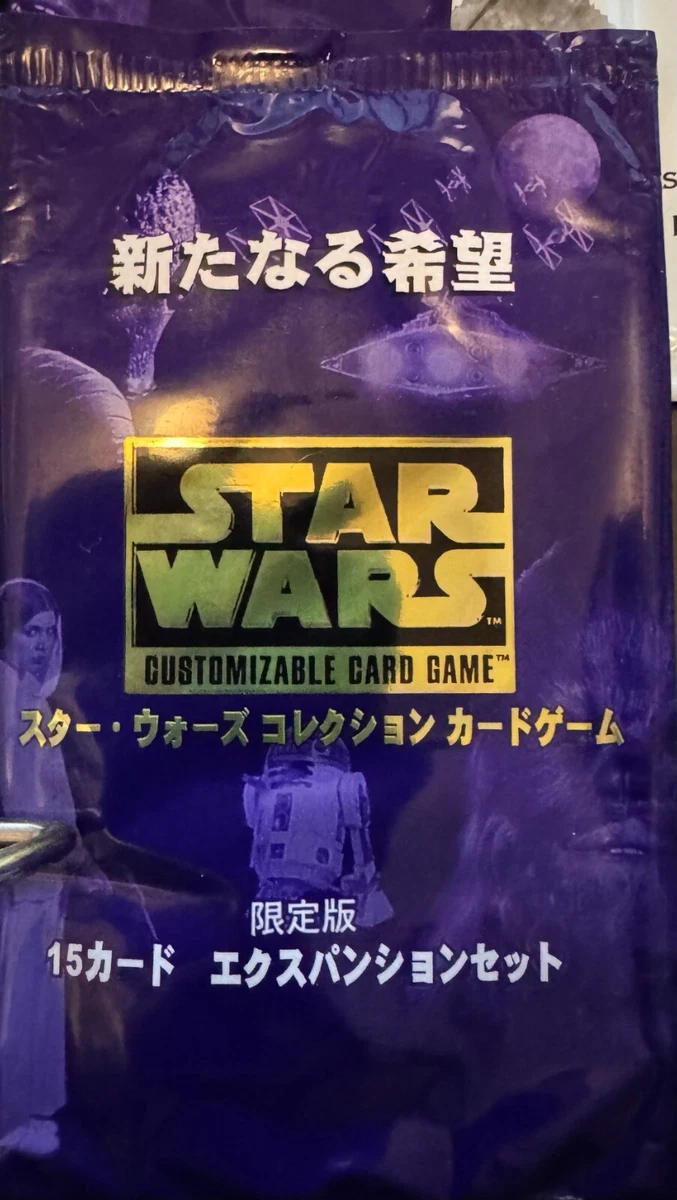 新たなる希望
STAR
WARS™
CUSTOMIZABLE CARD GAME™
スター・ウォーズ コレクション カードゲーム
限定版
15カード エクスパンションセット